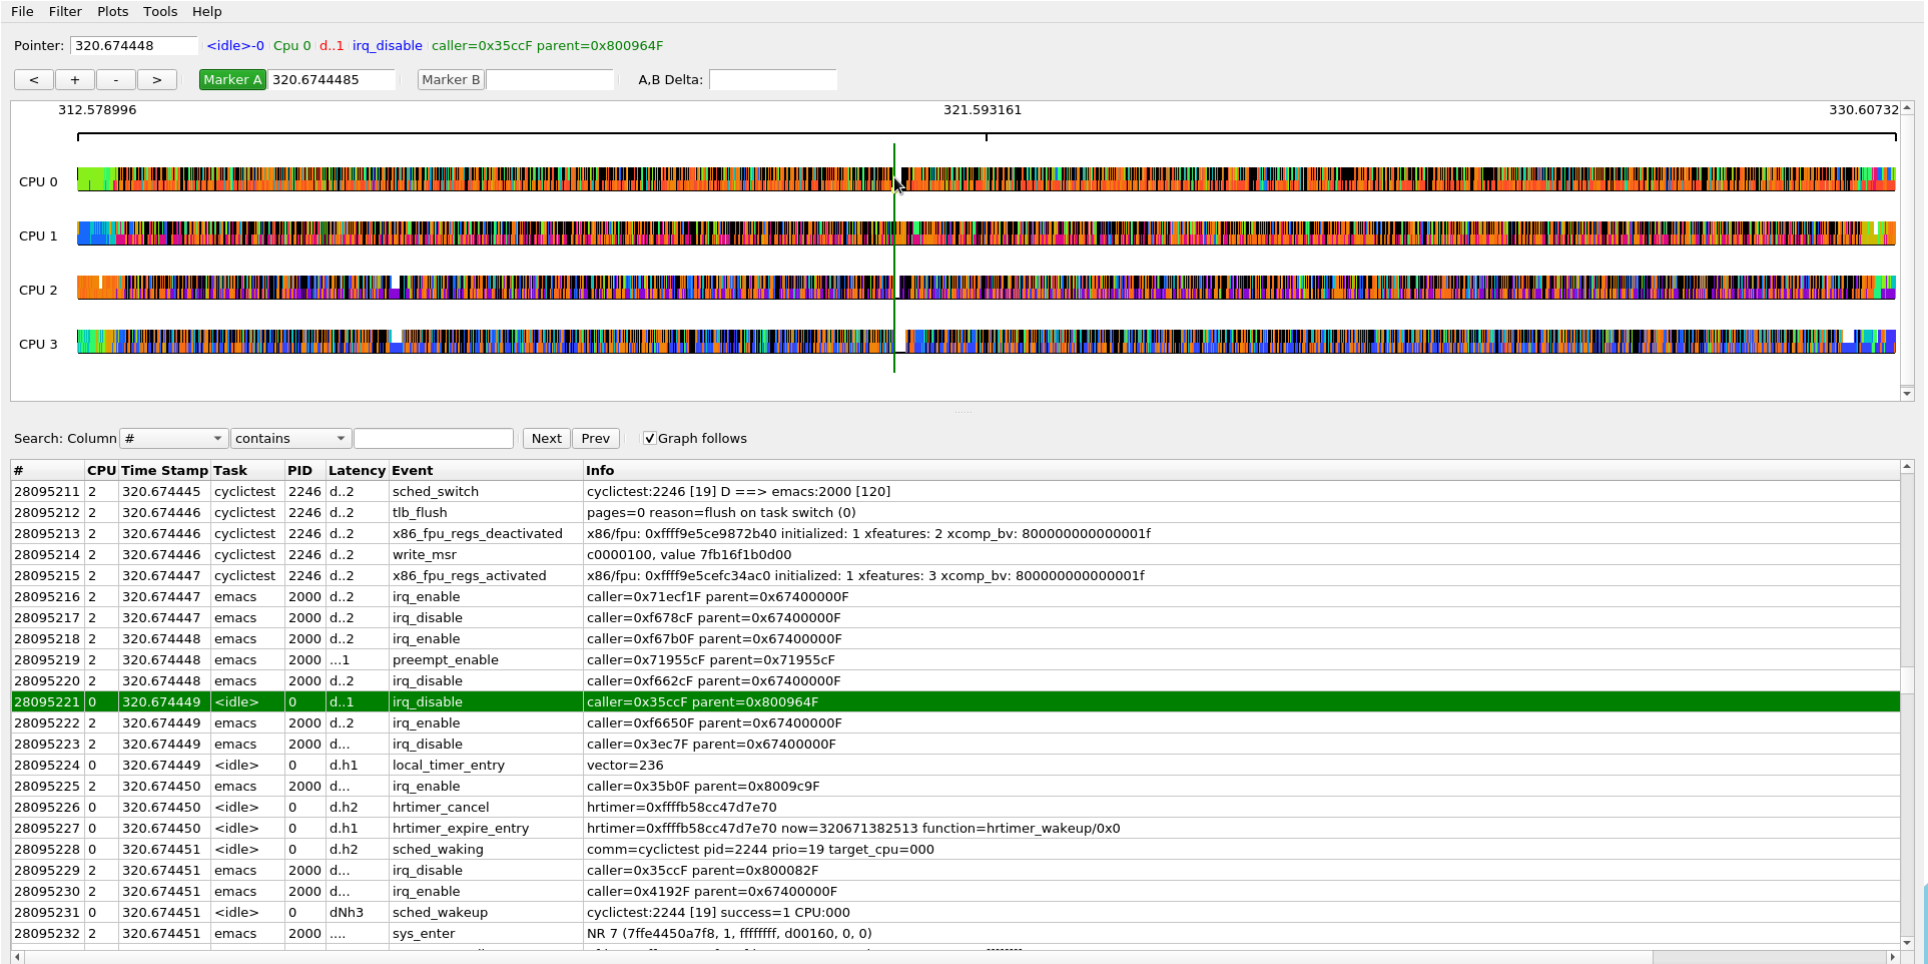 File Filter Plots Tools Help
Pointer: 320.674448 <idle>-0 Cpu 0 d..1 irq_disable caller=0x35ccF parent=0x800964F
< + - > Marker A 320.6744485 Marker B A,B Delta:
312.578996 321.593161 330.60732
CPU 0
CPU 1
CPU 2
CPU 3
Search: Column # contains Next Prev Graph follows
# CPU Time Stamp Task PID Latency Event Info
28095211 2 320.674445 cyclictest 2246 d..2 sched_switch cyclictest:2246 [19] D ==> emacs:2000 [120]
28095212 2 320.674446 cyclictest 2246 d..2 tlb_flush pages=0 reason=flush on task switch (0)
28095213 2 320.674446 cyclictest 2246 d..2 x86_fpu_regs_deactivated x86/fpu: 0xffff9e5ce9872b40 initialized: 1 xfeatures: 2 xcomp_bv: 800000000000001f
28095214 2 320.674446 cyclictest 2246 d..2 write_msr c0000100, value 7fb16f1b0d00
28095215 2 320.674447 cyclictest 2246 d..2 x86_fpu_regs_activated x86/fpu: 0xffff9e5cefc34ac0 initialized: 1 xfeatures: 3 xcomp_bv: 800000000000001f
28095216 2 320.674447 emacs 2000 d..2 irq_enable caller=0x71ecf1F parent=0x67400000F
28095217 2 320.674447 emacs 2000 d..2 irq_disable caller=0xf678cF parent=0x67400000F
28095218 2 320.674448 emacs 2000 d..2 irq_enable caller=0xf67b0F parent=0x67400000F
28095219 2 320.674448 emacs 2000 ...1 preempt_enable caller=0x71955cF parent=0x71955cF
28095220 2 320.674448 emacs 2000 d..2 irq_disable caller=0xf662cF parent=0x67400000F
28095221 0 320.674449 <idle> 0 d..1 irq_disable caller=0x35ccF parent=0x800964F
28095222 2 320.674449 emacs 2000 d..2 irq_enable caller=0xf6650F parent=0x67400000F
28095223 2 320.674449 emacs 2000 d... irq_disable caller=0x3ec7F parent=0x67400000F
28095224 0 320.674449 <idle> 0 d.h1 local_timer_entry vector=236
28095225 2 320.674450 emacs 2000 d... irq_enable caller=0x35b0F parent=0x8009c9F
28095226 0 320.674450 <idle> 0 d.h2 hrtimer_cancel hrtimer=0xffffb58cc47d7e70
28095227 0 320.674450 <idle> 0 d.h1 hrtimer_expire_entry hrtimer=0xffffb58cc47d7e70 now=320671382513 function=hrtimer_wakeup/0x0
28095228 0 320.674451 <idle> 0 d.h2 sched_waking comm=cyclictest pid=2244 prio=19 target_cpu=000
28095229 2 320.674451 emacs 2000 d... irq_disable caller=0x35ccF parent=0x800082F
28095230 2 320.674451 emacs 2000 d... irq_enable caller=0x4192F parent=0x67400000F
28095231 0 320.674451 <idle> 0 dNh3 sched_wakeup cyclictest:2244 [19] success=1 CPU:000
28095232 2 320.674451 emacs 2000 .... sys_enter NR 7 (7ffe4450a7f8, 1, ffffffff, d00160, 0, 0)